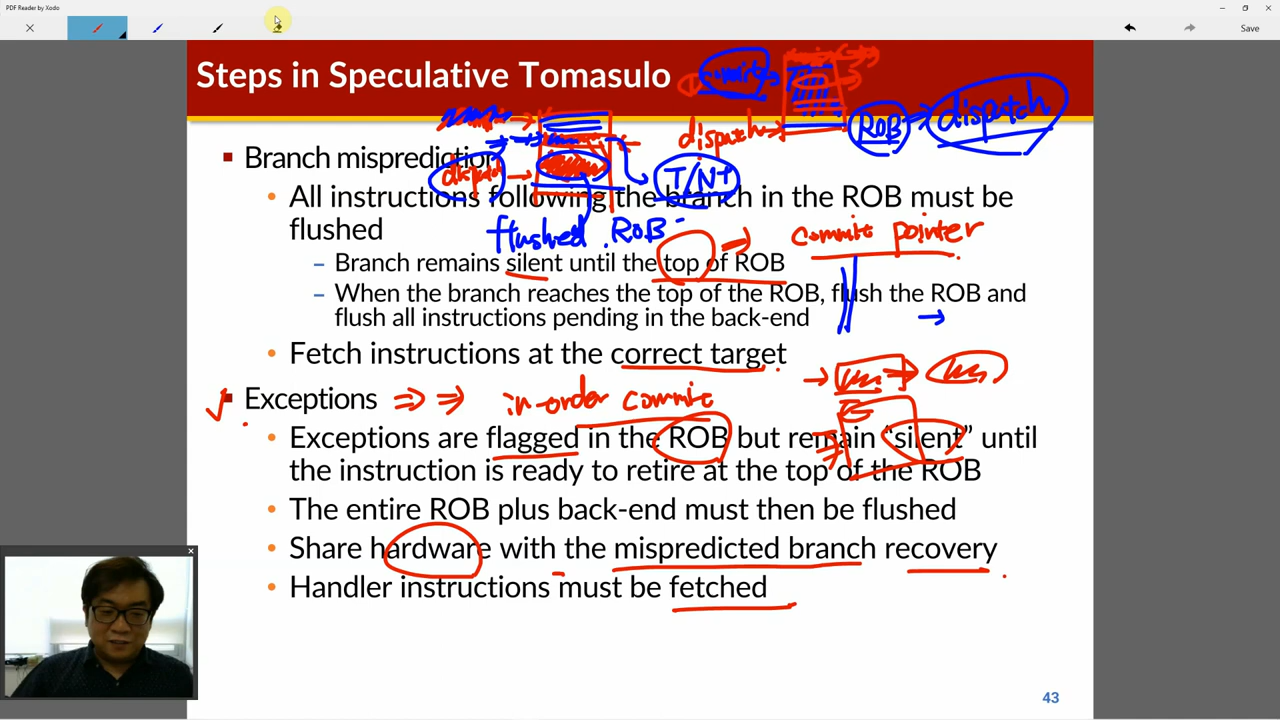 PDF Reader by Xodo
Save
Steps in Speculative Tomasulo
commit
dispatch
ROB
dispatch
Branch misprediction
dispatch
T/NT
All instructions following the branch in the ROB must be
flushed
flushed ROB
commit pointer
– Branch remains silent until the top of ROB
– When the branch reaches the top of the ROB, flush the ROB and
flush all instructions pending in the back-end
Fetch instructions at the correct target
Exceptions
in-order commit
Exceptions are flagged in the ROB but remain “silent” until
the instruction is ready to retire at the top of the ROB
The entire ROB plus back-end must then be flushed
Share hardware with the mispredicted branch recovery
Handler instructions must be fetched
43